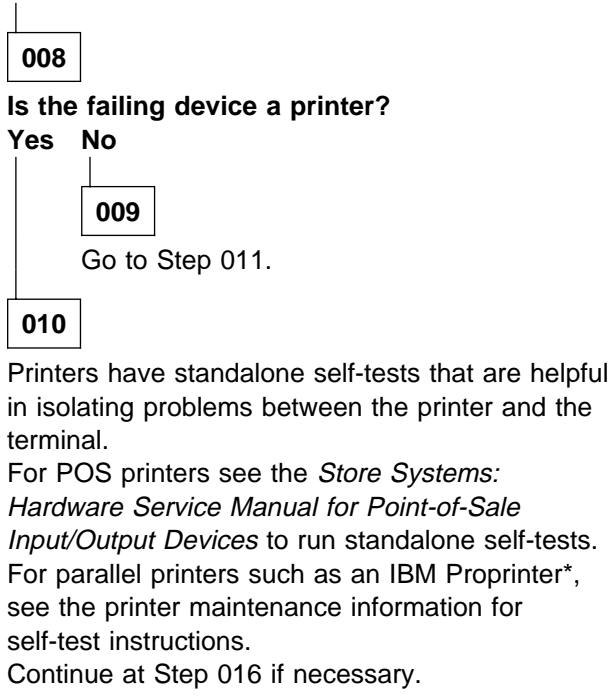 008
Is the failing device a printer?
Yes No
009
Go to Step 011.
010
Printers have standalone self-tests that are helpful
in isolating problems between the printer and the
terminal.
For POS printers see the Store Systems:
Hardware Service Manual for Point-of-Sale
Input/Output Devices to run standalone self-tests.
For parallel printers such as an IBM Proprinter*,
see the printer maintenance information for
self-test instructions.
Continue at Step 016 if necessary.